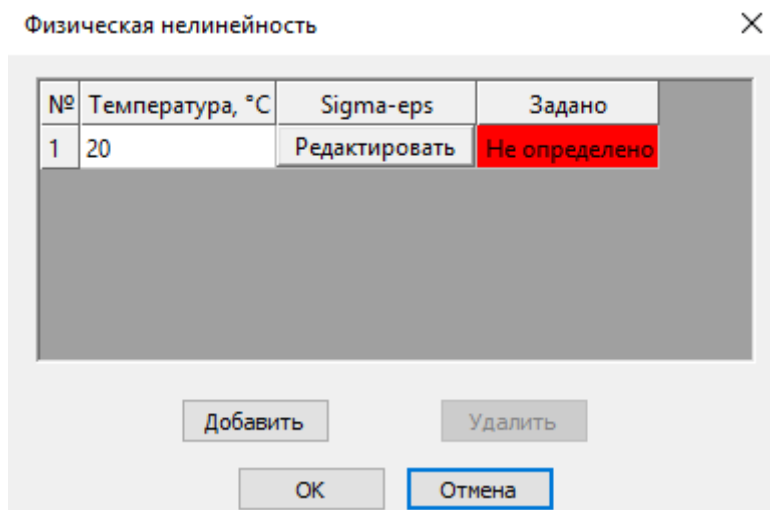 Физическая нелинейность
№ Температура, °C Sigma-eps Задано
1 20 Редактировать Не определено
Добавить Удалить
OK Отмена